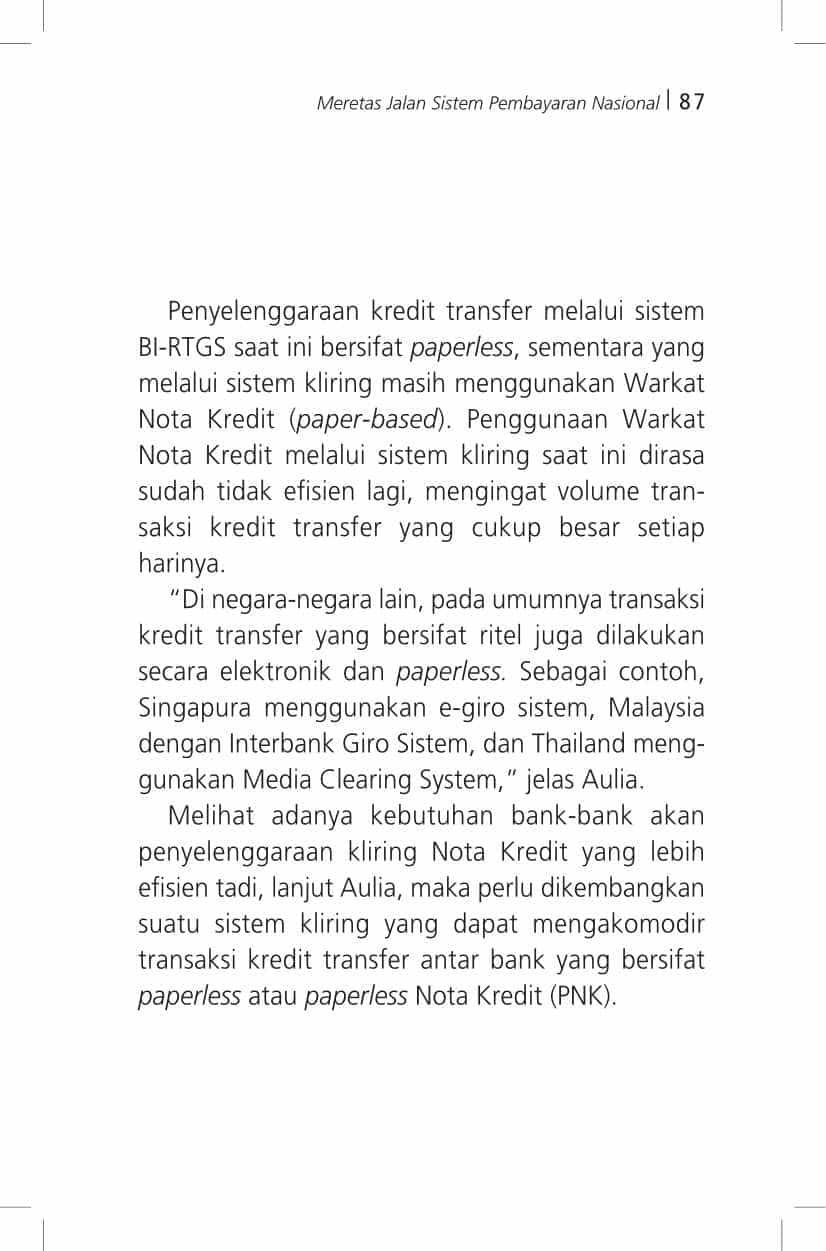 Meretas Jalan Sistem Pembayaran Nasional | 87
Penyelenggaraan kredit transfer melalui sistem
BI-RTGS saat ini bersifat paperless, sementara yang
melalui sistem kliring masih menggunakan Warkat
Nota Kredit (paper-based). Penggunaan Warkat
Nota Kredit melalui sistem kliring saat ini dirasa
sudah tidak efisien lagi, mengingat volume tran-
saksi kredit transfer yang cukup besar setiap
harinya.
“Di negara-negara lain, pada umumnya transaksi
kredit transfer yang bersifat ritel juga dilakukan
secara elektronik dan paperless. Sebagai contoh,
Singapura menggunakan e-giro sistem, Malaysia
dengan Interbank Giro Sistem, dan Thailand meng-
gunakan Media Clearing System,” jelas Aulia.
Melihat adanya kebutuhan bank-bank akan
penyelenggaraan kliring Nota Kredit yang lebih
efisien tadi, lanjut Aulia, maka perlu dikembangkan
suatu sistem kliring yang dapat mengakomodir
transaksi kredit transfer antar bank yang bersifat
paperless atau paperless Nota Kredit (PNK).